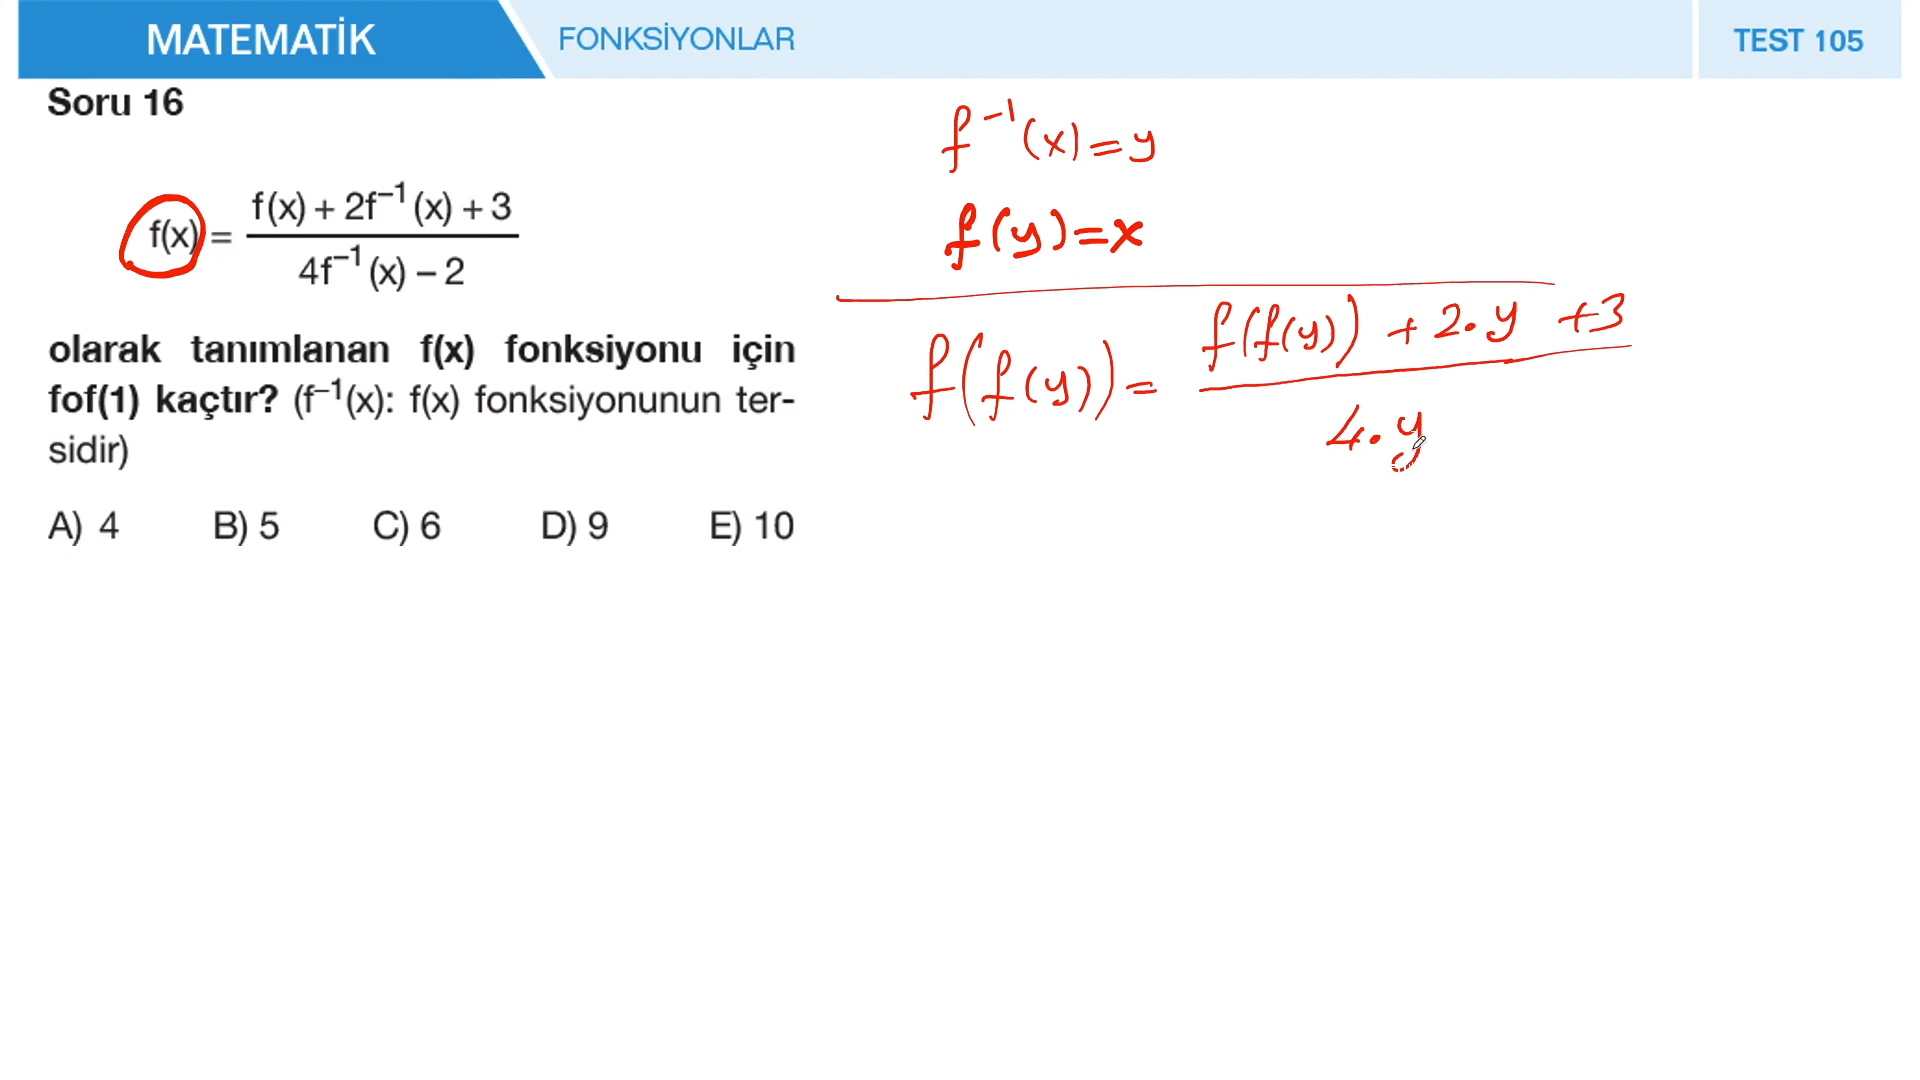 MATEMATİK
FONKSİYONLAR
TEST 105
Soru 16
f(x) = (f(x) + 2f⁻¹(x) + 3) / (4f⁻¹(x) – 2)
olarak tanımlanan f(x) fonksiyonu için
fof(1) kaçtır? (f⁻¹(x): f(x) fonksiyonunun ter-
sidir)
A) 4 B) 5 C) 6 D) 9 E) 10
f⁻¹(x) = y
f(y) = x
f(f(y)) = (f(f(y)) + 2·y + 3) / (4·y